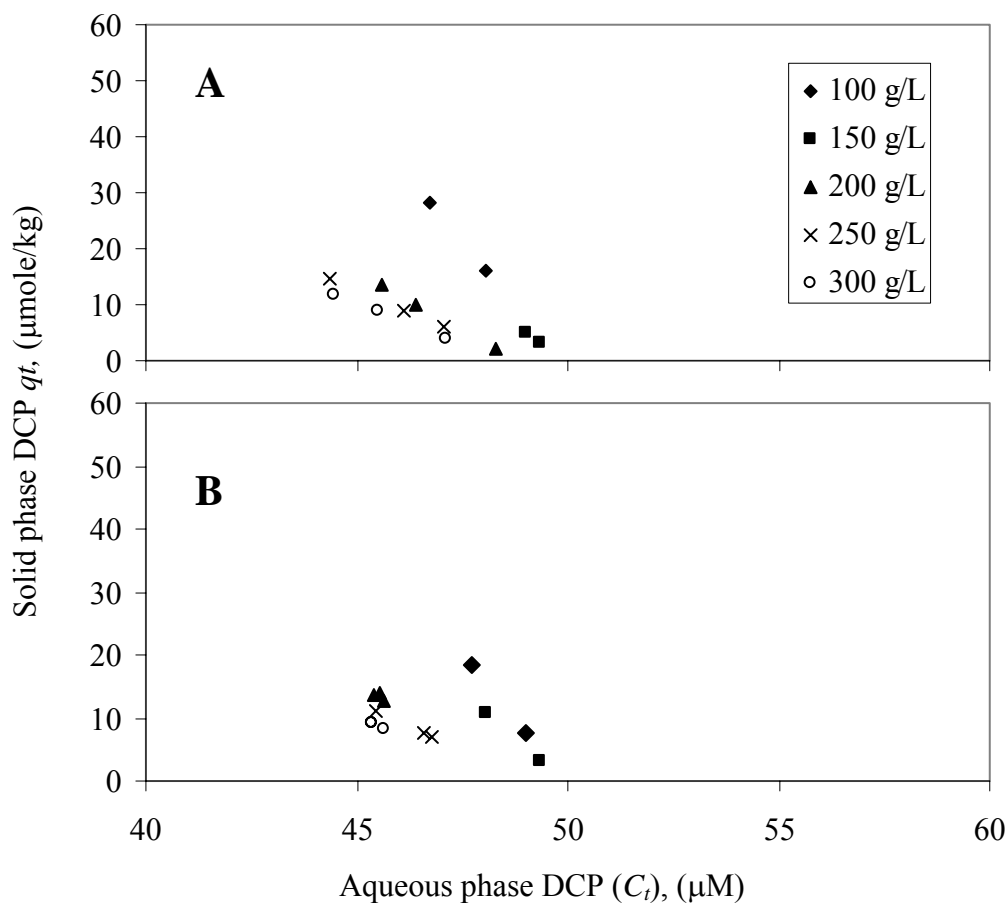 60
50
40
30
20
10
0
A
100 g/L
150 g/L
200 g/L
250 g/L
300 g/L
60
50
40
30
20
10
0
B
40
45
50
55
60
Solid phase DCP qt, (μmole/kg)
Aqueous phase DCP (Ct), (μM)